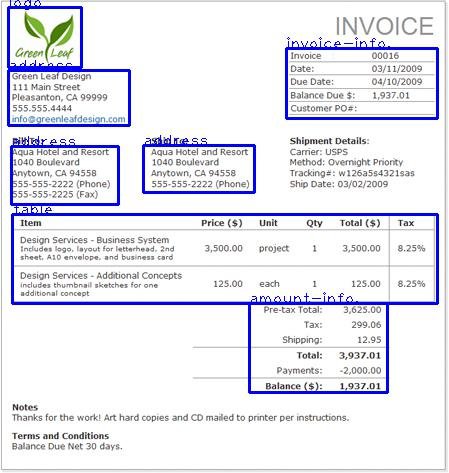 logo
Green Leaf
INVOICE
invoice-info.
Invoice 00016
Date: 03/11/2009
Due Date: 04/10/2009
Balance Due $: 1,937.01
Customer PO#:
address
Green Leaf Design
111 Main Street
Pleasanton, CA 99999
555.555.4444
info@greenleafdesign.com
address
Aqua Hotel and Resort
1040 Boulevard
Anytown, CA 94558
555-555-2222 (Phone)
555-555-2225 (Fax)
address
Aqua Hotel and Resort
1040 Boulevard
Anytown, CA 94558
555-555-2222 (Phone)
Shipment Details:
Carrier: USPS
Method: Overnight Priority
Tracking#: w126a5s4321sas
Ship Date: 03/02/2009
table
Item Price ($) Unit Qty Total ($) Tax
Design Services - Business System 3,500.00 project 1 3,500.00 8.25%
Includes logo, layout for letterhead, 2nd
sheet, A10 envelope, and business card
Design Services - Additional Concepts 125.00 each 1 125.00 8.25%
includes thumbnail sketches for one
additional concept
amount-info.
Pre-tax Total: 3,625.00
Tax: 299.06
Shipping: 12.95
Total: 3,937.01
Payments: -2,000.00
Balance ($): 1,937.01
Notes
Thanks for the work! Art hard copies and CD mailed to printer per instructions.
Terms and Conditions
Balance Due Net 30 days.